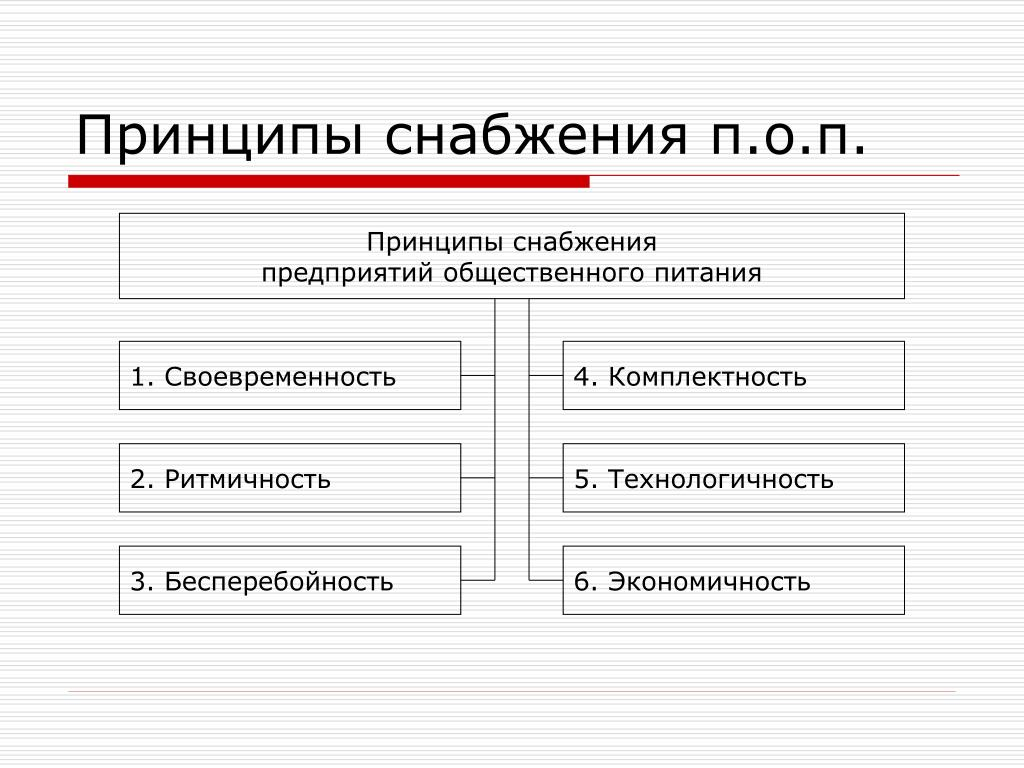 Принципы снабжения п.о.п.
Принципы снабжения
предприятий общественного питания
1. Своевременность
2. Ритмичность
3. Бесперебойность
4. Комплектность
5. Технологичность
6. Экономичность